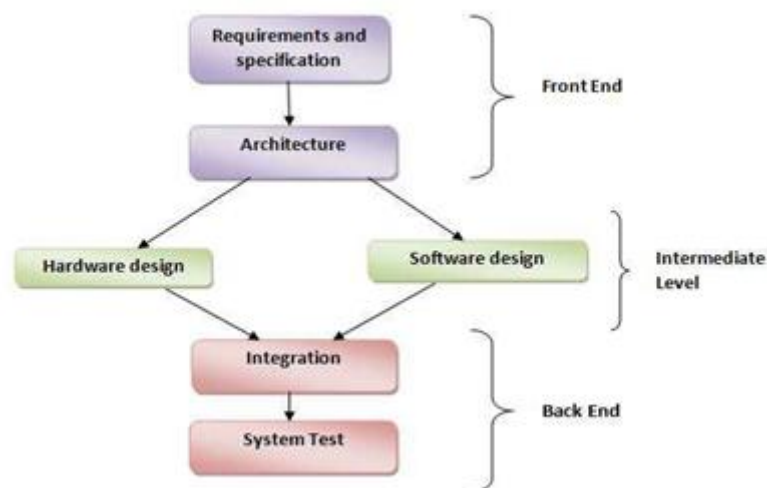 Requirements and
specification
Front End
Architecture
Hardware design
Software design
Intermediate
Level
Integration
Back End
System Test